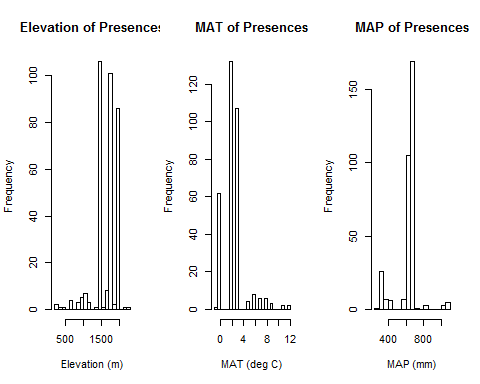 Elevation of Presences
MAT of Presences
MAP of Presences
Frequency
0
20
40
60
80
100
500
1500
Elevation (m)
Frequency
0
20
40
60
80
100
120
0
4
8
12
MAT (deg C)
Frequency
0
50
100
150
400
800
MAP (mm)